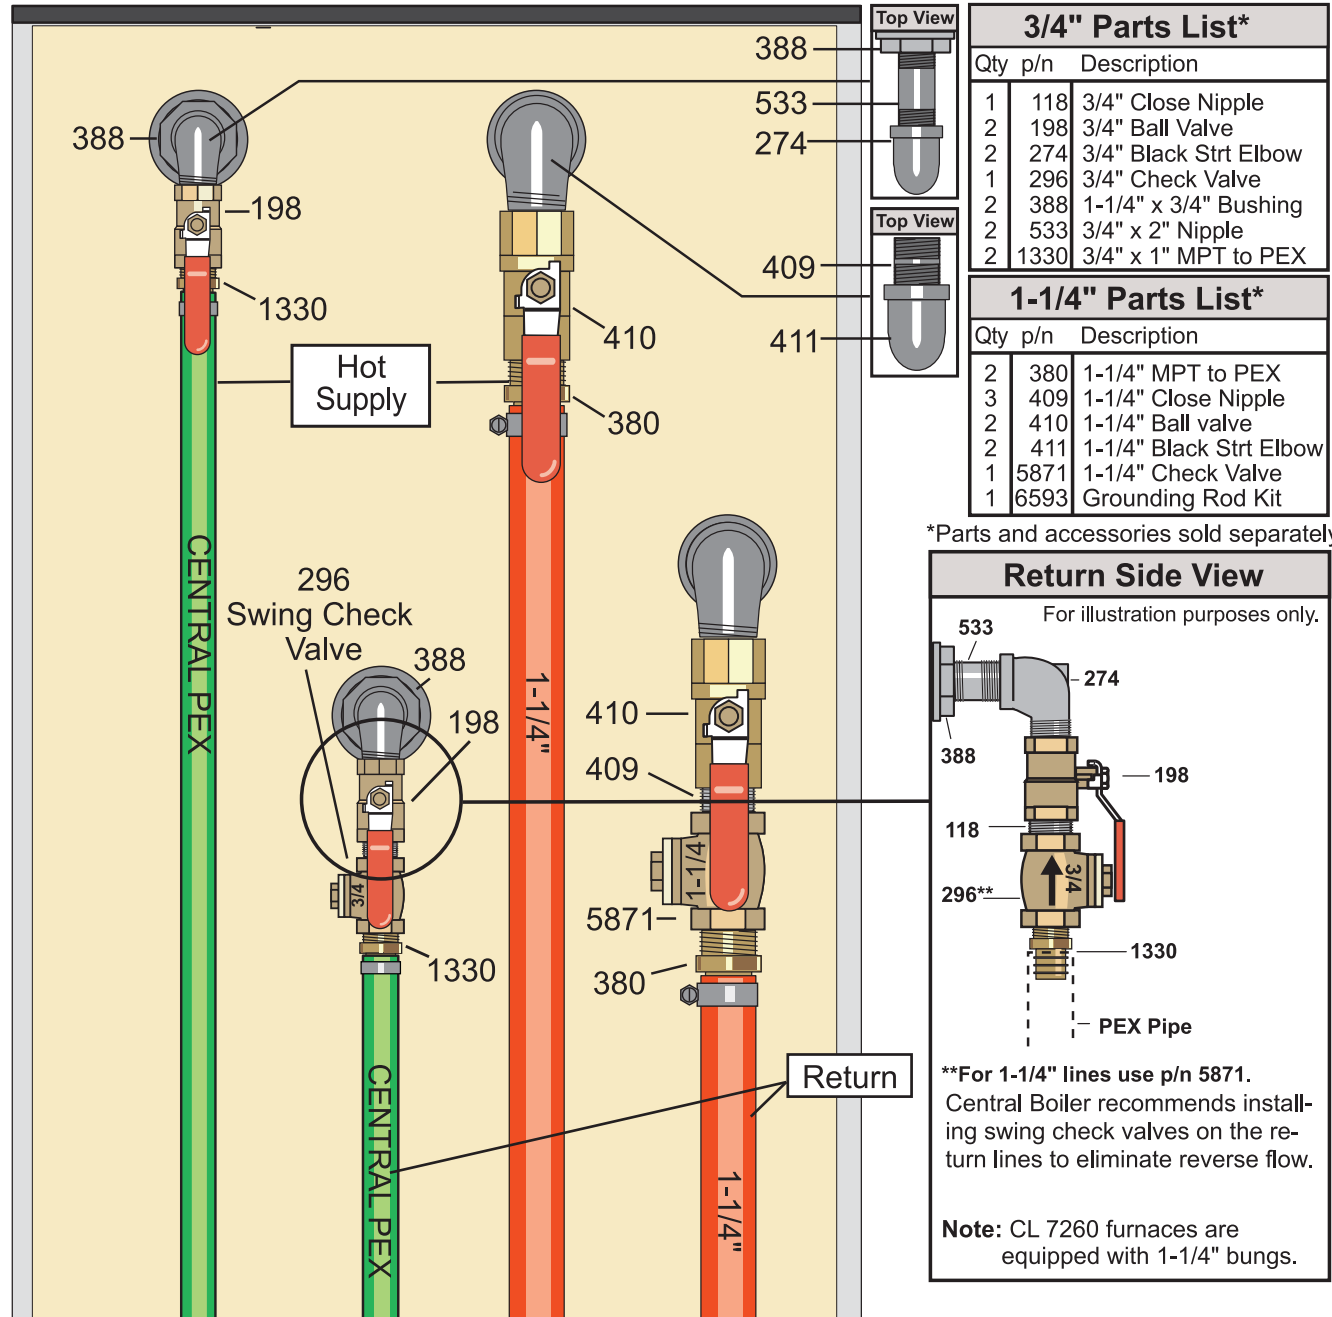 388
198
1330
Hot
Supply
410
380
CENTRAL PEX
1-1/4"
296
Swing Check
Valve
388
198
3/4
1330
CENTRAL PEX
410
409
1-1/4
5871
380
Return
1-1/4"
Top View
388
533
274
Top View
409
411
3/4" Parts List*
Qty p/n Description
1 118 3/4" Close Nipple
2 198 3/4" Ball Valve
2 274 3/4" Black Strt Elbow
1 296 3/4" Check Valve
2 388 1-1/4" x 3/4" Bushing
2 533 3/4" x 2" Nipple
2 1330 3/4" x 1" MPT to PEX
1-1/4" Parts List*
Qty p/n Description
2 380 1-1/4" MPT to PEX
3 409 1-1/4" Close Nipple
2 410 1-1/4" Ball valve
2 411 1-1/4" Black Strt Elbow
1 5871 1-1/4" Check Valve
1 6593 Grounding Rod Kit
*Parts and accessories sold separately
Return Side View
For illustration purposes only.
533
274
388
198
118
3/4
296**
1330
PEX Pipe
**For 1-1/4" lines use p/n 5871.
Central Boiler recommends install-
ing swing check valves on the re-
turn lines to eliminate reverse flow.
Note: CL 7260 furnaces are
equipped with 1-1/4" bungs.